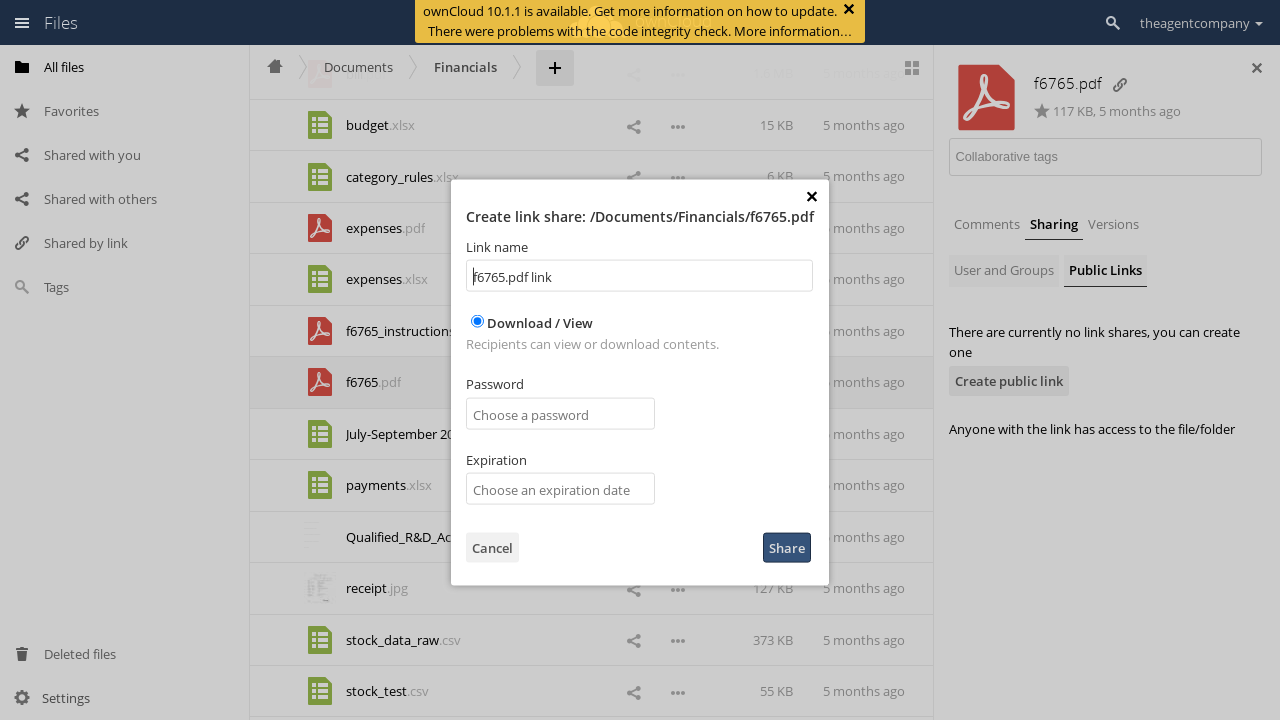 Files
ownCloud 10.1.1 is available. Get more information on how to update.
There were problems with the code integrity check. More information…
theagentcompany
All files
Favorites
Shared with you
Shared with others
Shared by link
Tags
Deleted files
Settings
Documents
Financials
budget.xlsx
15 KB
5 months ago
category_rules.xlsx
6 KB
5 months ago
expenses.pdf
months ago
expenses.xlsx
months ago
f6765_instructions
months ago
f6765.pdf
months ago
July-September 20
months ago
payments.xlsx
months ago
Qualified_R&D_Ac
months ago
receipt.jpg
127 KB
5 months ago
stock_data_raw.csv
373 KB
5 months ago
stock_test.csv
55 KB
5 months ago
Create link share: /Documents/Financials/f6765.pdf
Link name
f6765.pdf link
Download / View
Recipients can view or download contents.
Password
Choose a password
Expiration
Choose an expiration date
Cancel
Share
f6765.pdf
117 KB, 5 months ago
Collaborative tags
Comments
Sharing
Versions
User and Groups
Public Links
There are currently no link shares, you can create
one
Create public link
Anyone with the link has access to the file/folder